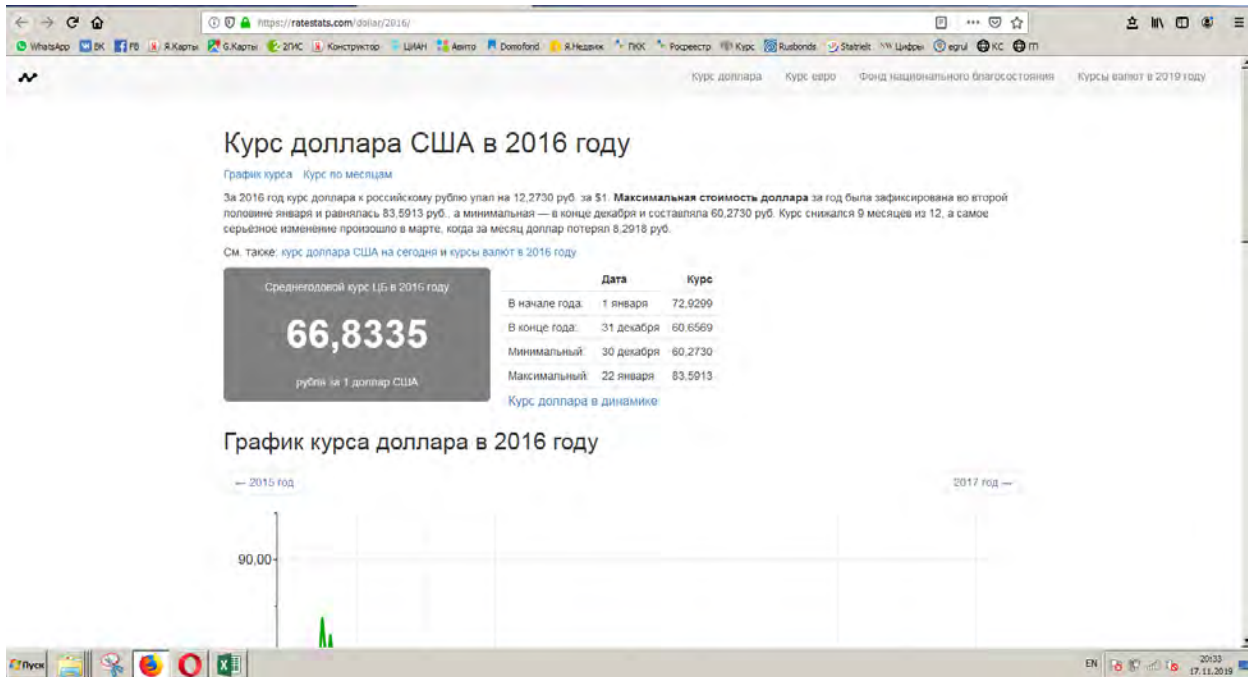 https://ratestats.com/dollar/2016/
WhatsApp ВК FB Я.Карты Г.Карты 2ГИС Конструктор ЦИАН Авито Domofond Я.Недвиж ПКК Росреестр Курс Rusbonds Statrielt Цифры egrul КС m
Курс доллара Курс евро Фонд национального благосостояния Курсы валют в 2019 году
Курс доллара США в 2016 году
График курса Курс по месяцам
За 2016 год курс доллара к российскому рублю упал на 12,2730 руб. за $1. Максимальная стоимость доллара за год была зафиксирована во второй
половине января и равнялась 83,5913 руб., а минимальная — в конце декабря и составляла 60,2730 руб. Курс снижался 9 месяцев из 12, а самое
серьёзное изменение произошло в марте, когда за месяц доллар потерял 8,2918 руб.
См. также: курс доллара США на сегодня и курсы валют в 2016 году
Среднегодовой курс ЦБ в 2016 году
66,8335
рубля за 1 доллар США
Дата Курс
В начале года: 1 января 72,9299
В конце года: 31 декабря 60,6569
Минимальный: 30 декабря 60,2730
Максимальный: 22 января 83,5913
Курс доллара в динамике
График курса доллара в 2016 году
← 2015 год 2017 год →
90,00
Пуск EN 20:33
17.11.2019